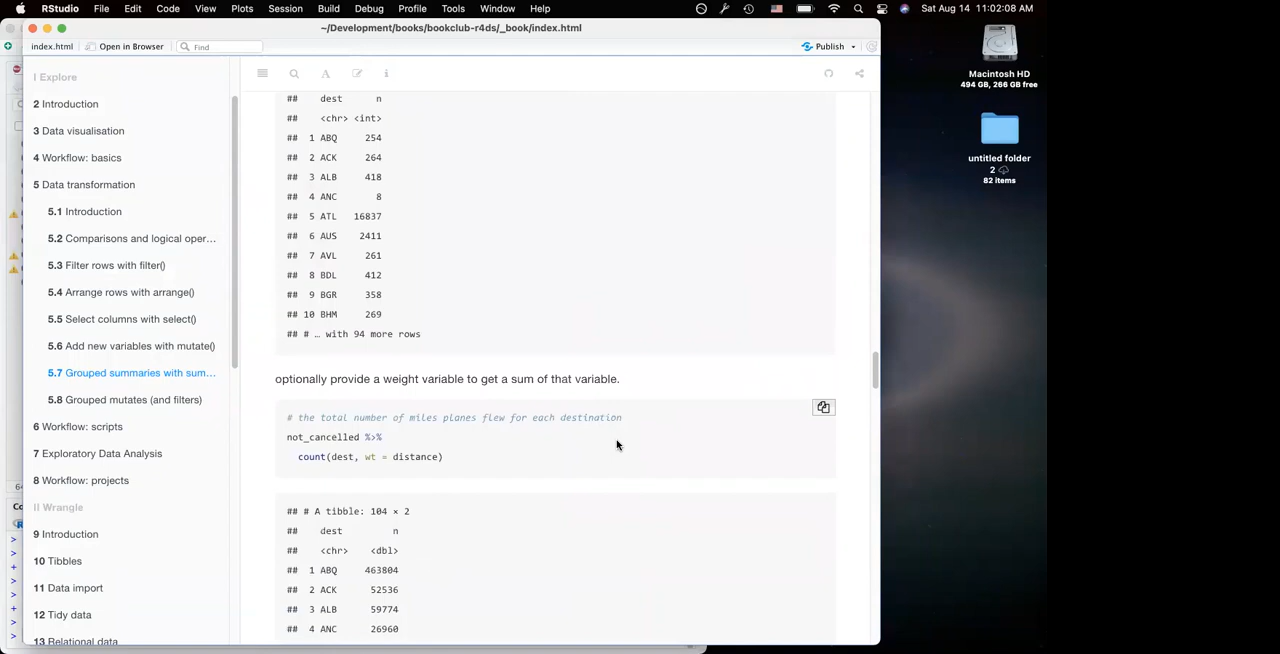 RStudio File Edit Code View Plots Session Build Debug Profile Tools Window Help Sat Aug 14 11:02:08 AM
~/Development/books/bookclub-r4ds/_book/index.html
index.html Open in Browser Find Publish
I Explore
2 Introduction
3 Data visualisation
4 Workflow: basics
5 Data transformation
5.1 Introduction
5.2 Comparisons and logical oper…
5.3 Filter rows with filter()
5.4 Arrange rows with arrange()
5.5 Select columns with select()
5.6 Add new variables with mutate()
5.7 Grouped summaries with sum…
5.8 Grouped mutates (and filters)
6 Workflow: scripts
7 Exploratory Data Analysis
8 Workflow: projects
II Wrangle
9 Introduction
10 Tibbles
11 Data import
12 Tidy data
13 Relational data
## dest n
## <chr> <int>
## 1 ABQ 254
## 2 ACK 264
## 3 ALB 418
## 4 ANC 8
## 5 ATL 16837
## 6 AUS 2411
## 7 AVL 261
## 8 BDL 412
## 9 BGR 358
## 10 BHM 269
## # … with 94 more rows
optionally provide a weight variable to get a sum of that variable.
# the total number of miles planes flew for each destination
not_cancelled %>%
count(dest, wt = distance)
## # A tibble: 104 × 2
## dest n
## <chr> <dbl>
## 1 ABQ 463804
## 2 ACK 52536
## 3 ALB 59774
## 4 ANC 26960
Macintosh HD
494 GB, 266 GB free
untitled folder
2
82 items